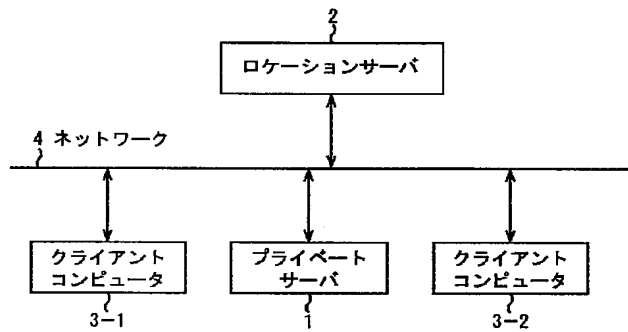 2
ロケーションサーバ
4 ネットワーク
クライアント
コンピュータ
3-1
プライベート
サーバ
1
クライアント
コンピュータ
3-2